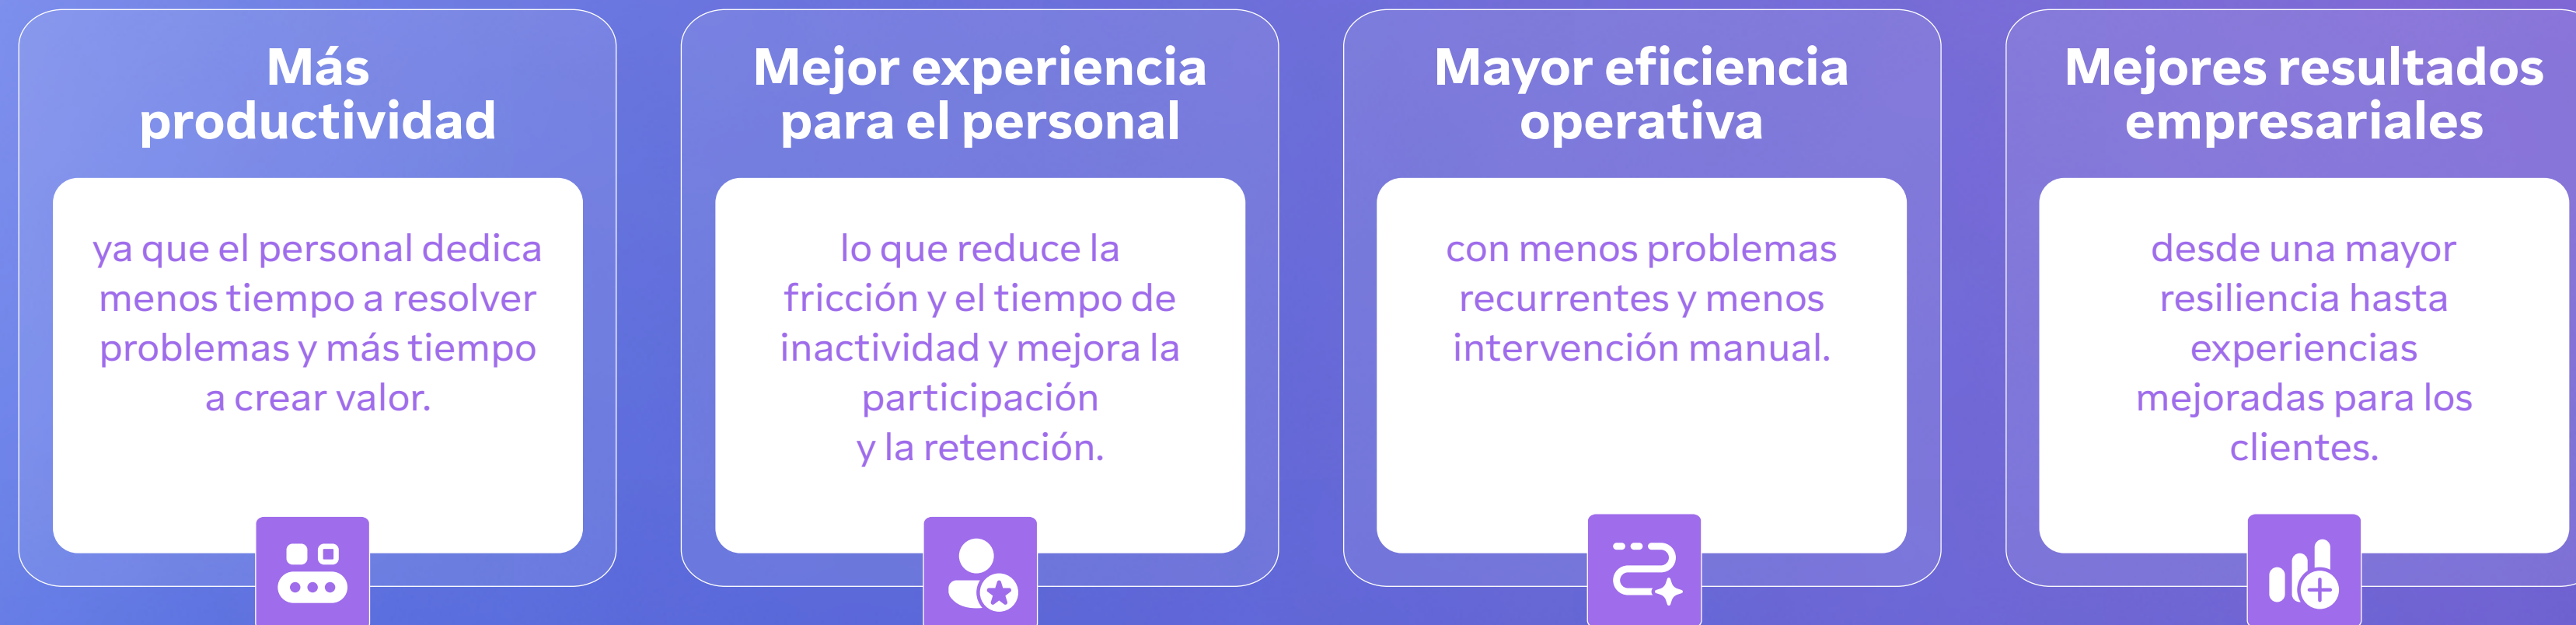 Más
productividad
ya que el personal dedica
menos tiempo a resolver
problemas y más tiempo
a crear valor.
Mejor experiencia
para el personal
lo que reduce la
fricción y el tiempo de
inactividad y mejora la
participación
y la retención.
Mayor eficiencia
operativa
con menos problemas
recurrentes y menos
intervención manual.
Mejores resultados
empresariales
desde una mayor
resiliencia hasta
experiencias
mejoradas para los
clientes.